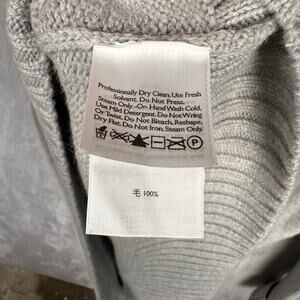 Professionally Dry Clean. Use Fresh
Solvent. Do Not Press.
Steam Only. -Or- Hand Wash Cold.
Use Mild Detergent. Do Not Wring
Or Twist. Do Not Bleach, Reshape,
Dry Flat. Do Not Iron. Steam Only.
毛 100%